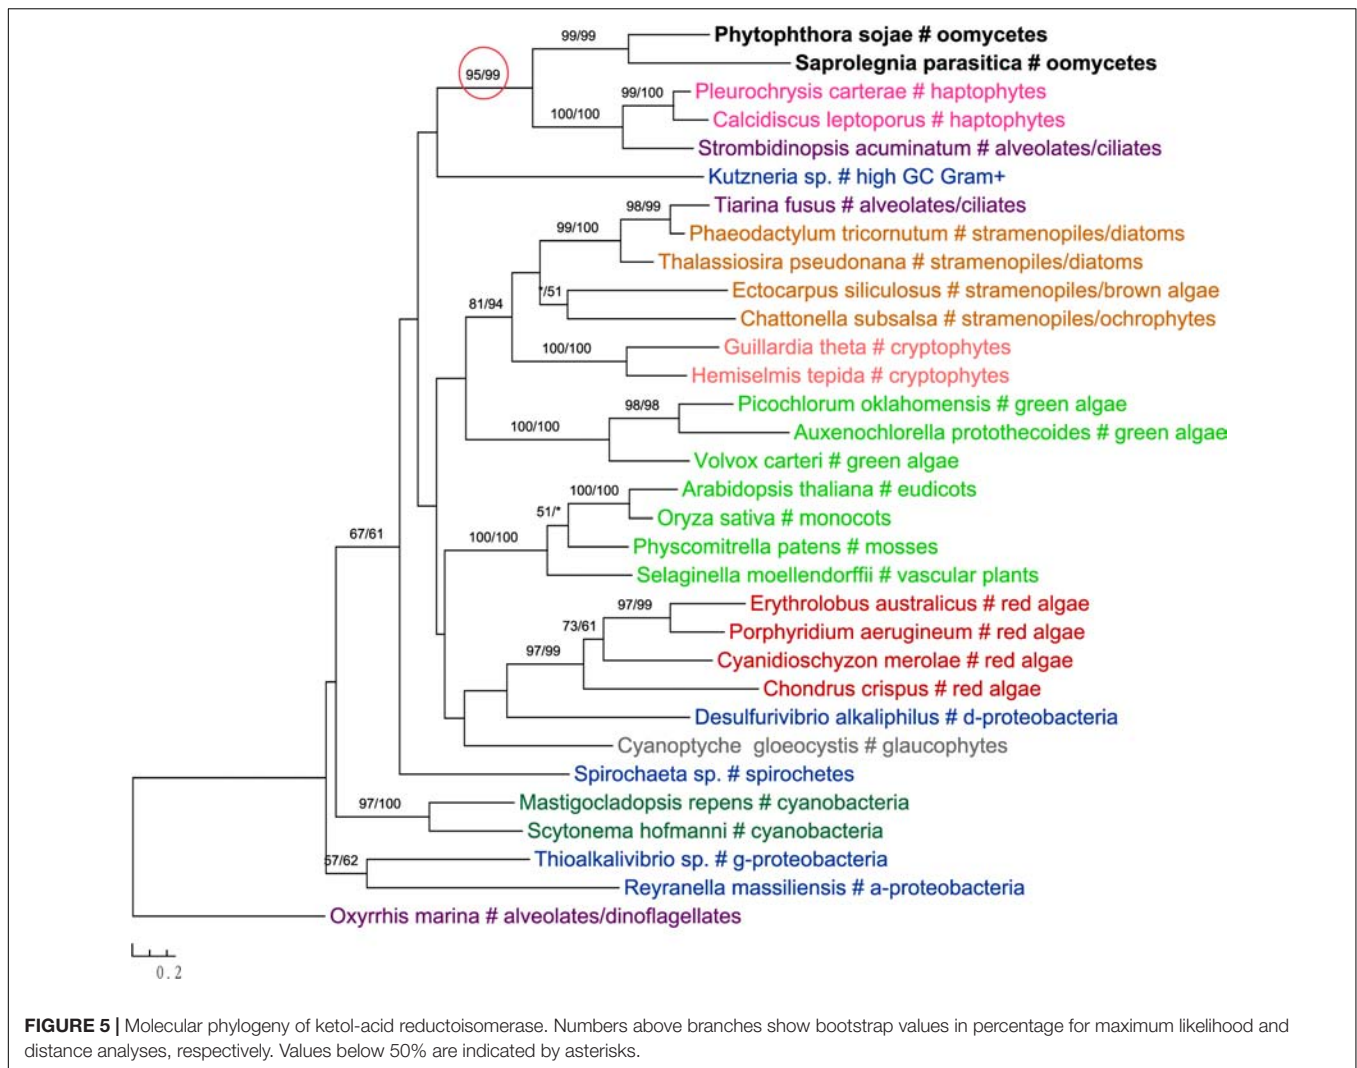 99/99
Phytophthora sojae # oomycetes
Saprolegnia parasitica # oomycetes
95/99
99/100
Pleurochrysis carterae # haptophytes
100/100
Calcidiscus leptoporus # haptophytes
Strombidinopsis acuminatum # alveolates/ciliates
Kutzneria sp. # high GC Gram+
98/99
Tiarina fusus # alveolates/ciliates
99/100
Phaeodactylum tricornutum # stramenopiles/diatoms
Thalassiosira pseudonana # stramenopiles/diatoms
*/51
Ectocarpus siliculosus # stramenopiles/brown algae
81/94
Chattonella subsalsa # stramenopiles/ochrophytes
100/100
Guillardia theta # cryptophytes
Hemiselmis tepida # cryptophytes
98/98
Picochlorum oklahomensis # green algae
100/100
Auxenochlorella protothecoides # green algae
Volvox carteri # green algae
100/100
Arabidopsis thaliana # eudicots
51/*
Oryza sativa # monocots
67/61
100/100
Physcomitrella patens # mosses
Selaginella moellendorffii # vascular plants
97/99
Erythrolobus australicus # red algae
73/61
Porphyridium aerugineum # red algae
97/99
Cyanidioschyzon merolae # red algae
Chondrus crispus # red algae
Desulfurivibrio alkaliphilus # d-proteobacteria
Cyanoptyche gloeocystis # glaucophytes
Spirochaeta sp. # spirochetes
97/100
Mastigocladopsis repens # cyanobacteria
Scytonema hofmanni # cyanobacteria
57/62
Thioalkalivibrio sp. # g-proteobacteria
Reyranella massiliensis # a-proteobacteria
Oxyrrhis marina # alveolates/dinoflagellates
0.2
FIGURE 5 | Molecular phylogeny of ketol-acid reductoisomerase. Numbers above branches show bootstrap values in percentage for maximum likelihood and
distance analyses, respectively. Values below 50% are indicated by asterisks.